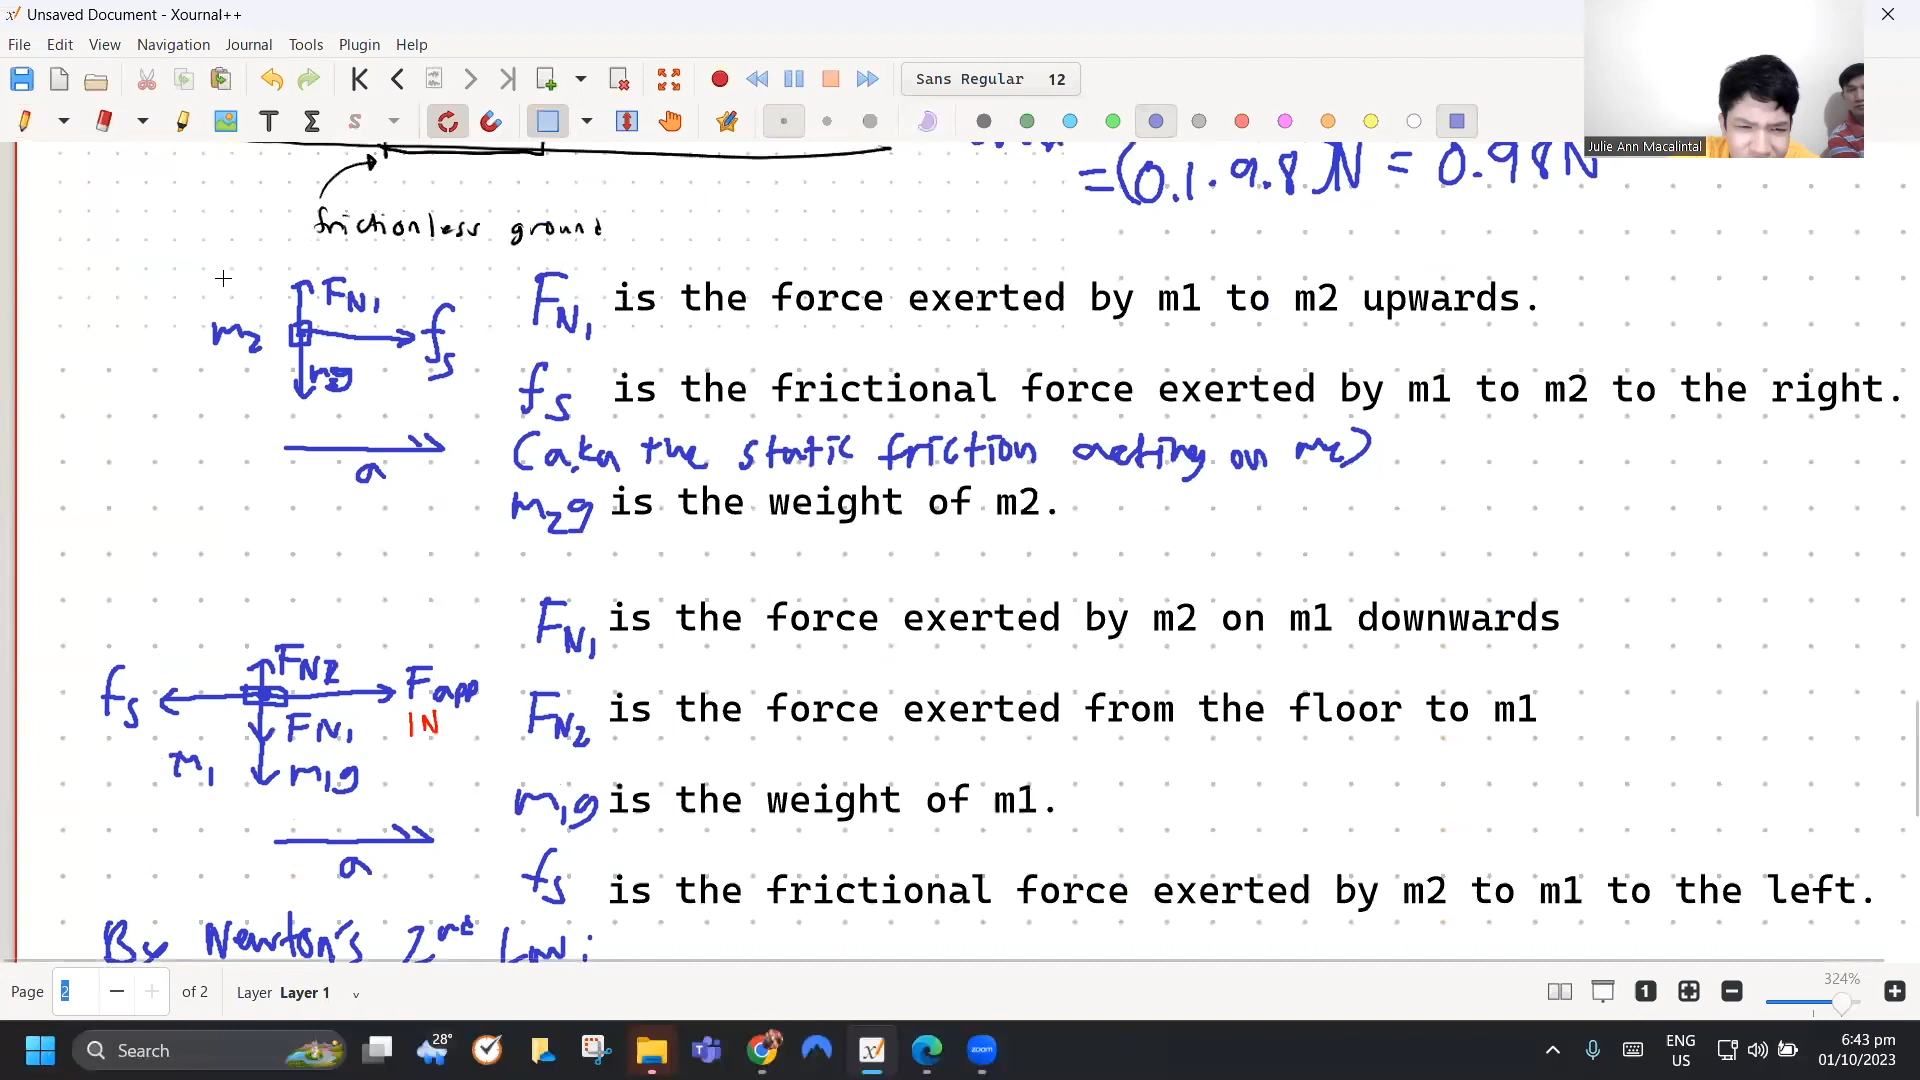 Unsaved Document - Xournal++
File Edit View Navigation Journal Tools Plugin Help
Sans Regular 12
Julie Ann Macalintal
=(0.1·9.8)N = 0.98N
frictionless ground
FN1
m2
fs
m2g
a
FN1 is the force exerted by m1 to m2 upwards.
fs is the frictional force exerted by m1 to m2 to the right.
(aka the static friction acting on m2)
m2g is the weight of m2.
FN1 is the force exerted by m2 on m1 downwards
FN2
fs
Fapp
1N
FN1
m1
m1g
a
FN2 is the force exerted from the floor to m1
m1g is the weight of m1.
fs is the frictional force exerted by m2 to m1 to the left.
By Newton's 2nd Law:
Page 2 of 2 Layer Layer 1
324%
Search
28°
zoom
ENG
US
6:43 pm
01/10/2023